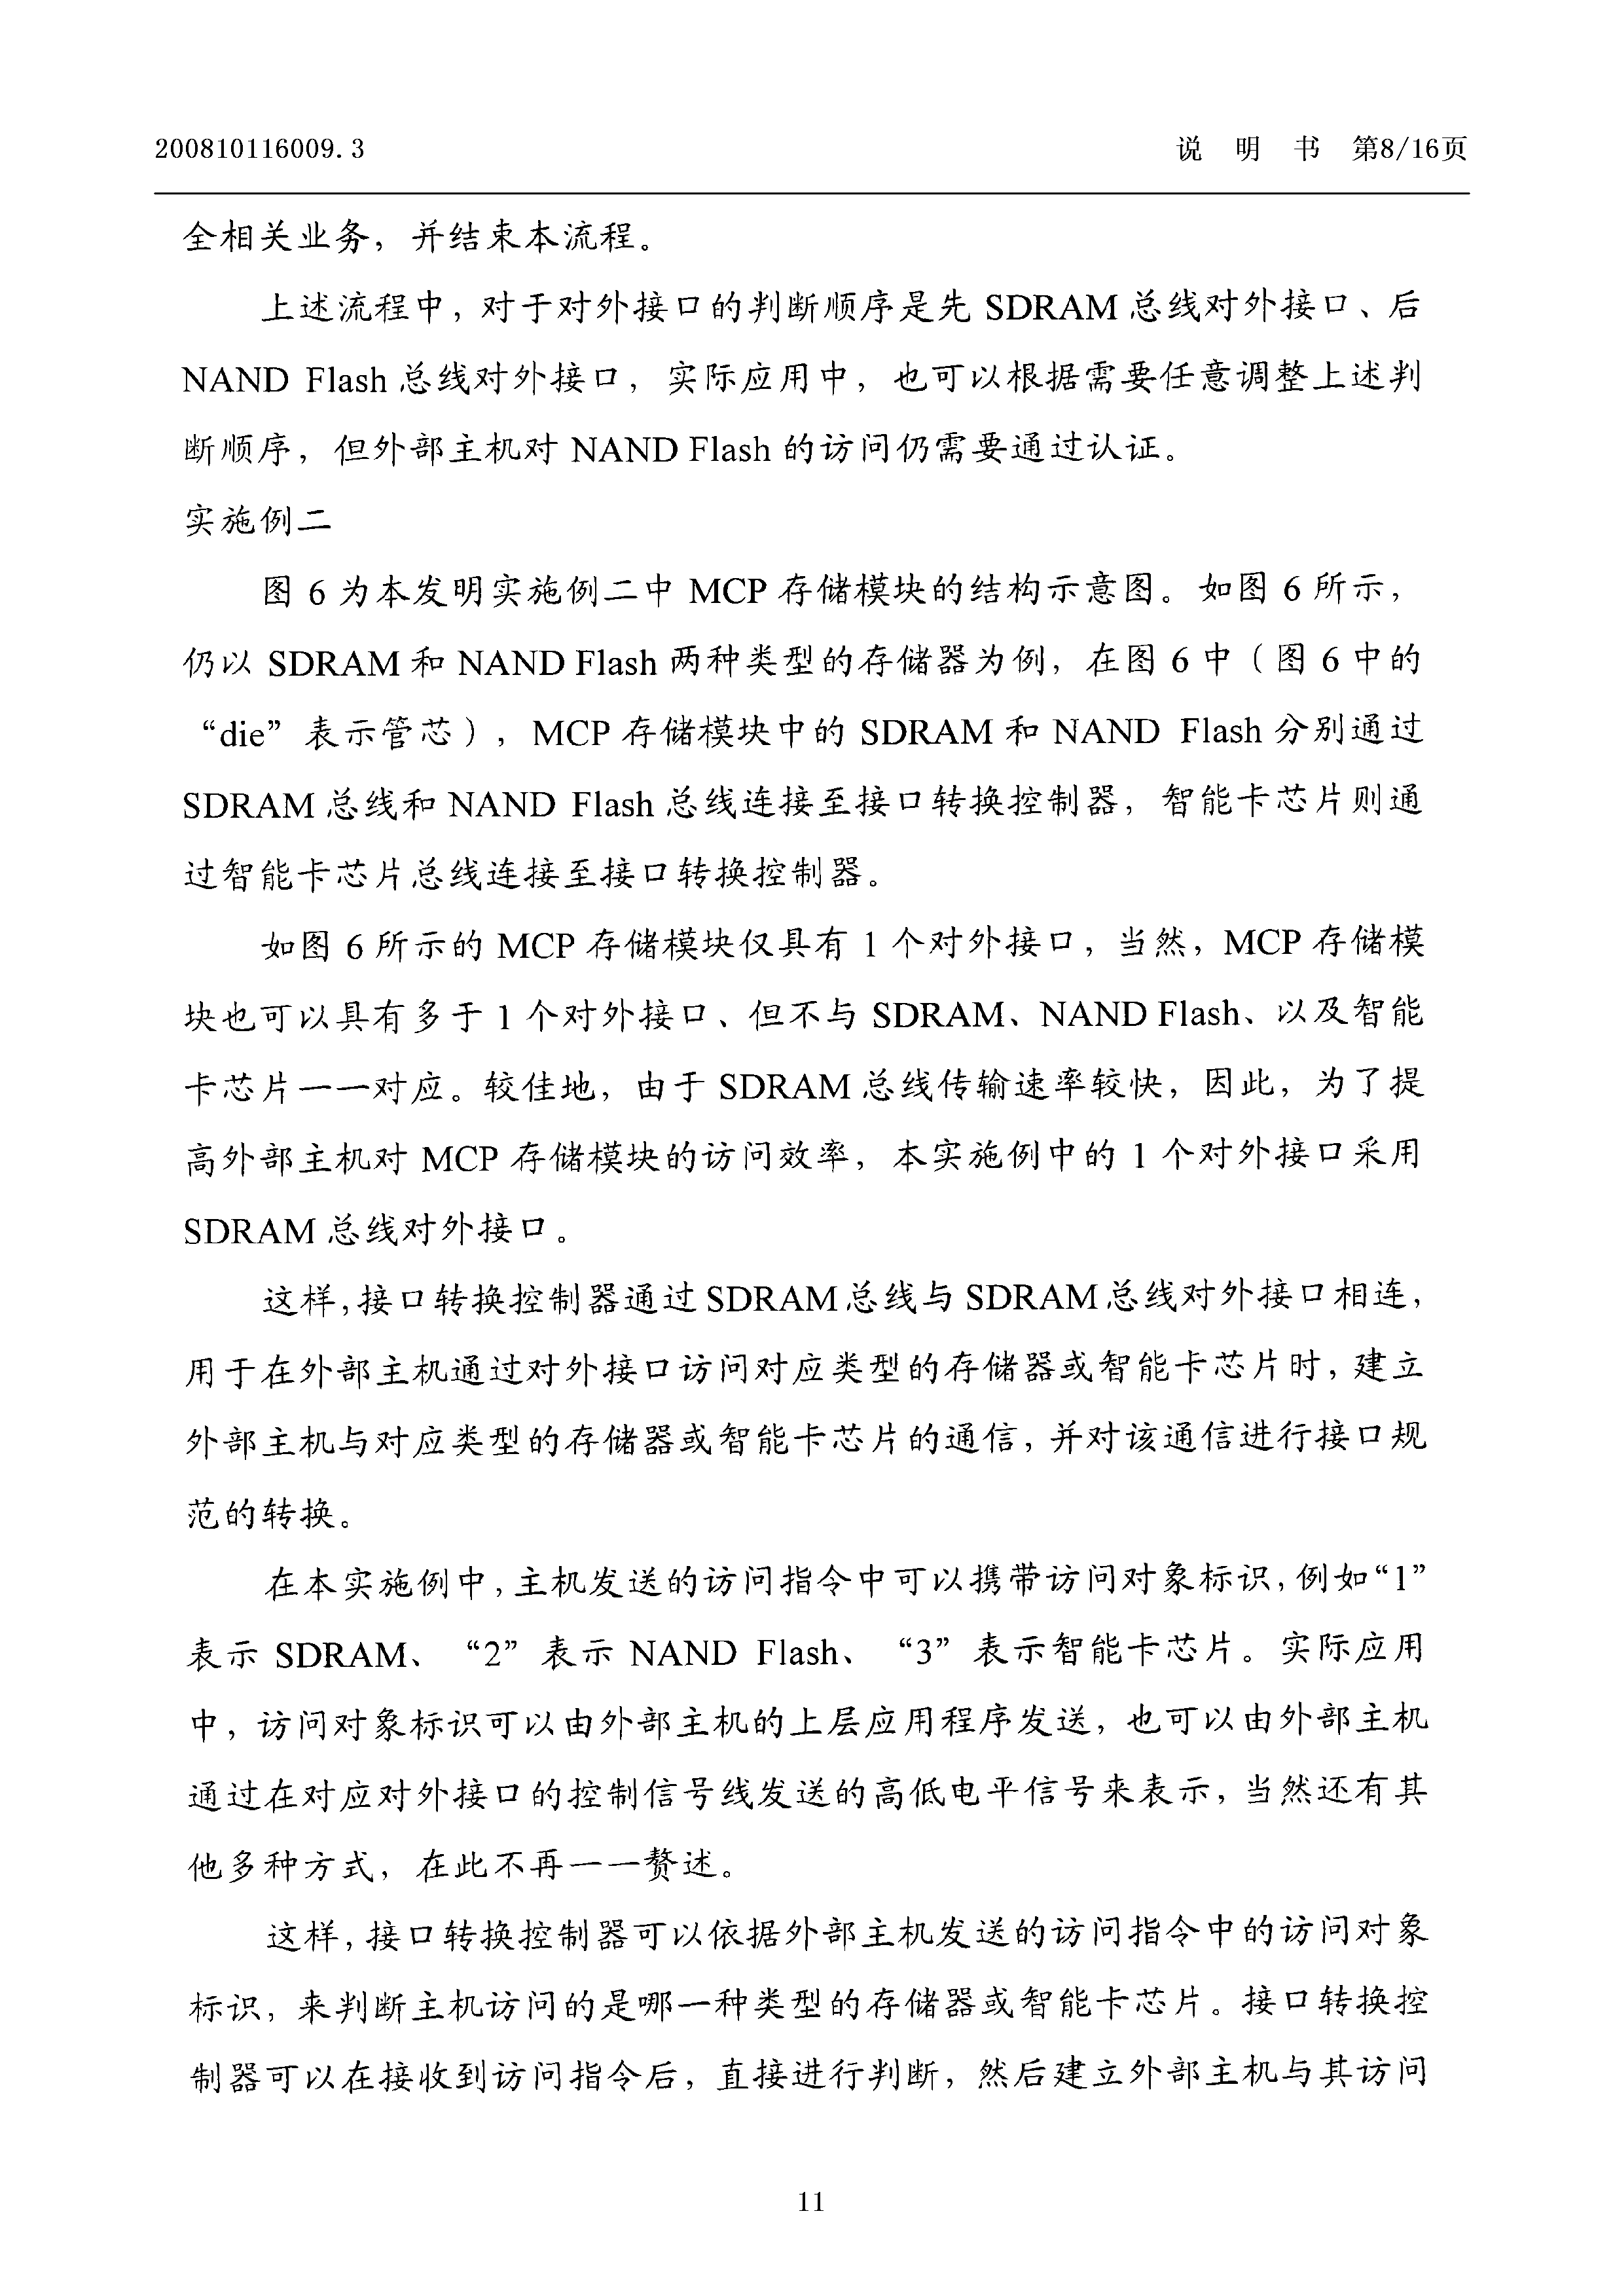 200810116009.3
说 明 书 第8/16页
全相关业务，并结束本流程。
上述流程中，对于对外接口的判断顺序是先 SDRAM 总线对外接口、后
NAND Flash 总线对外接口，实际应用中，也可以根据需要任意调整上述判
断顺序，但外部主机对 NAND Flash 的访问仍需要通过认证。
实施例二
图 6 为本发明实施例二中 MCP 存储模块的结构示意图。如图 6 所示，
仍以 SDRAM 和 NAND Flash 两种类型的存储器为例，在图 6 中（图 6 中的
“die”表示管芯），MCP 存储模块中的 SDRAM 和 NAND Flash 分别通过
SDRAM 总线和 NAND Flash 总线连接至接口转换控制器，智能卡芯片则通
过智能卡芯片总线连接至接口转换控制器。
如图 6 所示的 MCP 存储模块仅具有 1 个对外接口，当然，MCP 存储模
块也可以具有多于 1 个对外接口、但不与 SDRAM、NAND Flash、以及智能
卡芯片一一对应。较佳地，由于 SDRAM 总线传输速率较快，因此，为了提
高外部主机对 MCP 存储模块的访问效率，本实施例中的 1 个对外接口采用
SDRAM 总线对外接口。
这样，接口转换控制器通过 SDRAM 总线与 SDRAM 总线对外接口相连，
用于在外部主机通过对外接口访问对应类型的存储器或智能卡芯片时，建立
外部主机与对应类型的存储器或智能卡芯片的通信，并对该通信进行接口规
范的转换。
在本实施例中，主机发送的访问指令中可以携带访问对象标识，例如“1”
表示 SDRAM、“2”表示 NAND Flash、“3”表示智能卡芯片。实际应用
中，访问对象标识可以由外部主机的上层应用程序发送，也可以由外部主机
通过在对应对外接口的控制信号线发送的高低电平信号来表示，当然还有其
他多种方式，在此不再一一赘述。
这样，接口转换控制器可以依据外部主机发送的访问指令中的访问对象
标识，来判断主机访问的是哪一种类型的存储器或智能卡芯片。接口转换控
制器可以在接收到访问指令后，直接进行判断，然后建立外部主机与其访问
11